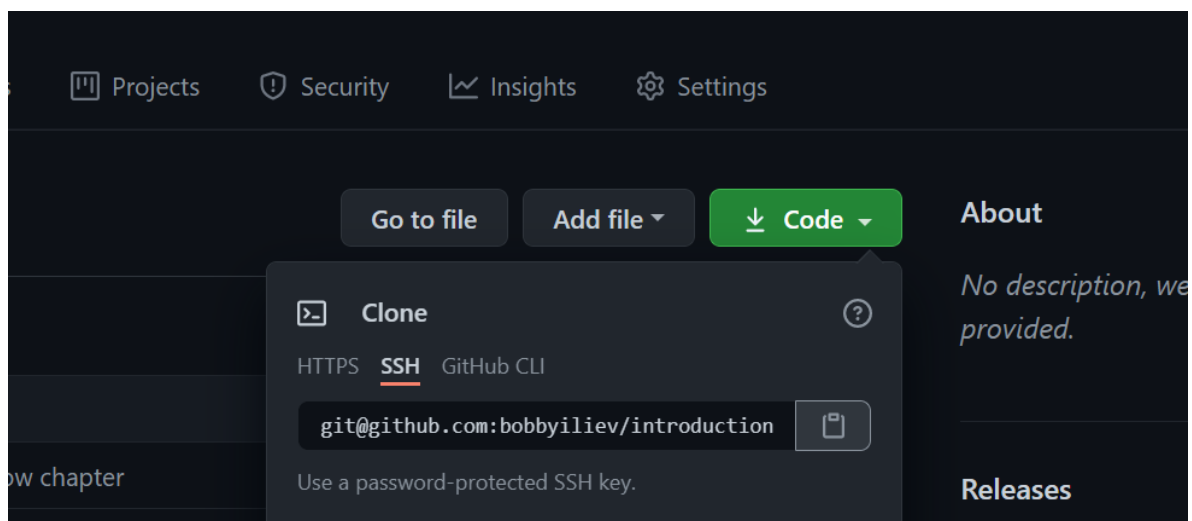 Projects Security Insights Settings
Go to file Add file Code
About
No description, we
provided.
Clone
HTTPS SSH GitHub CLI
git@github.com:bobbyiliev/introduction
Use a password-protected SSH key.
chapter
Releases